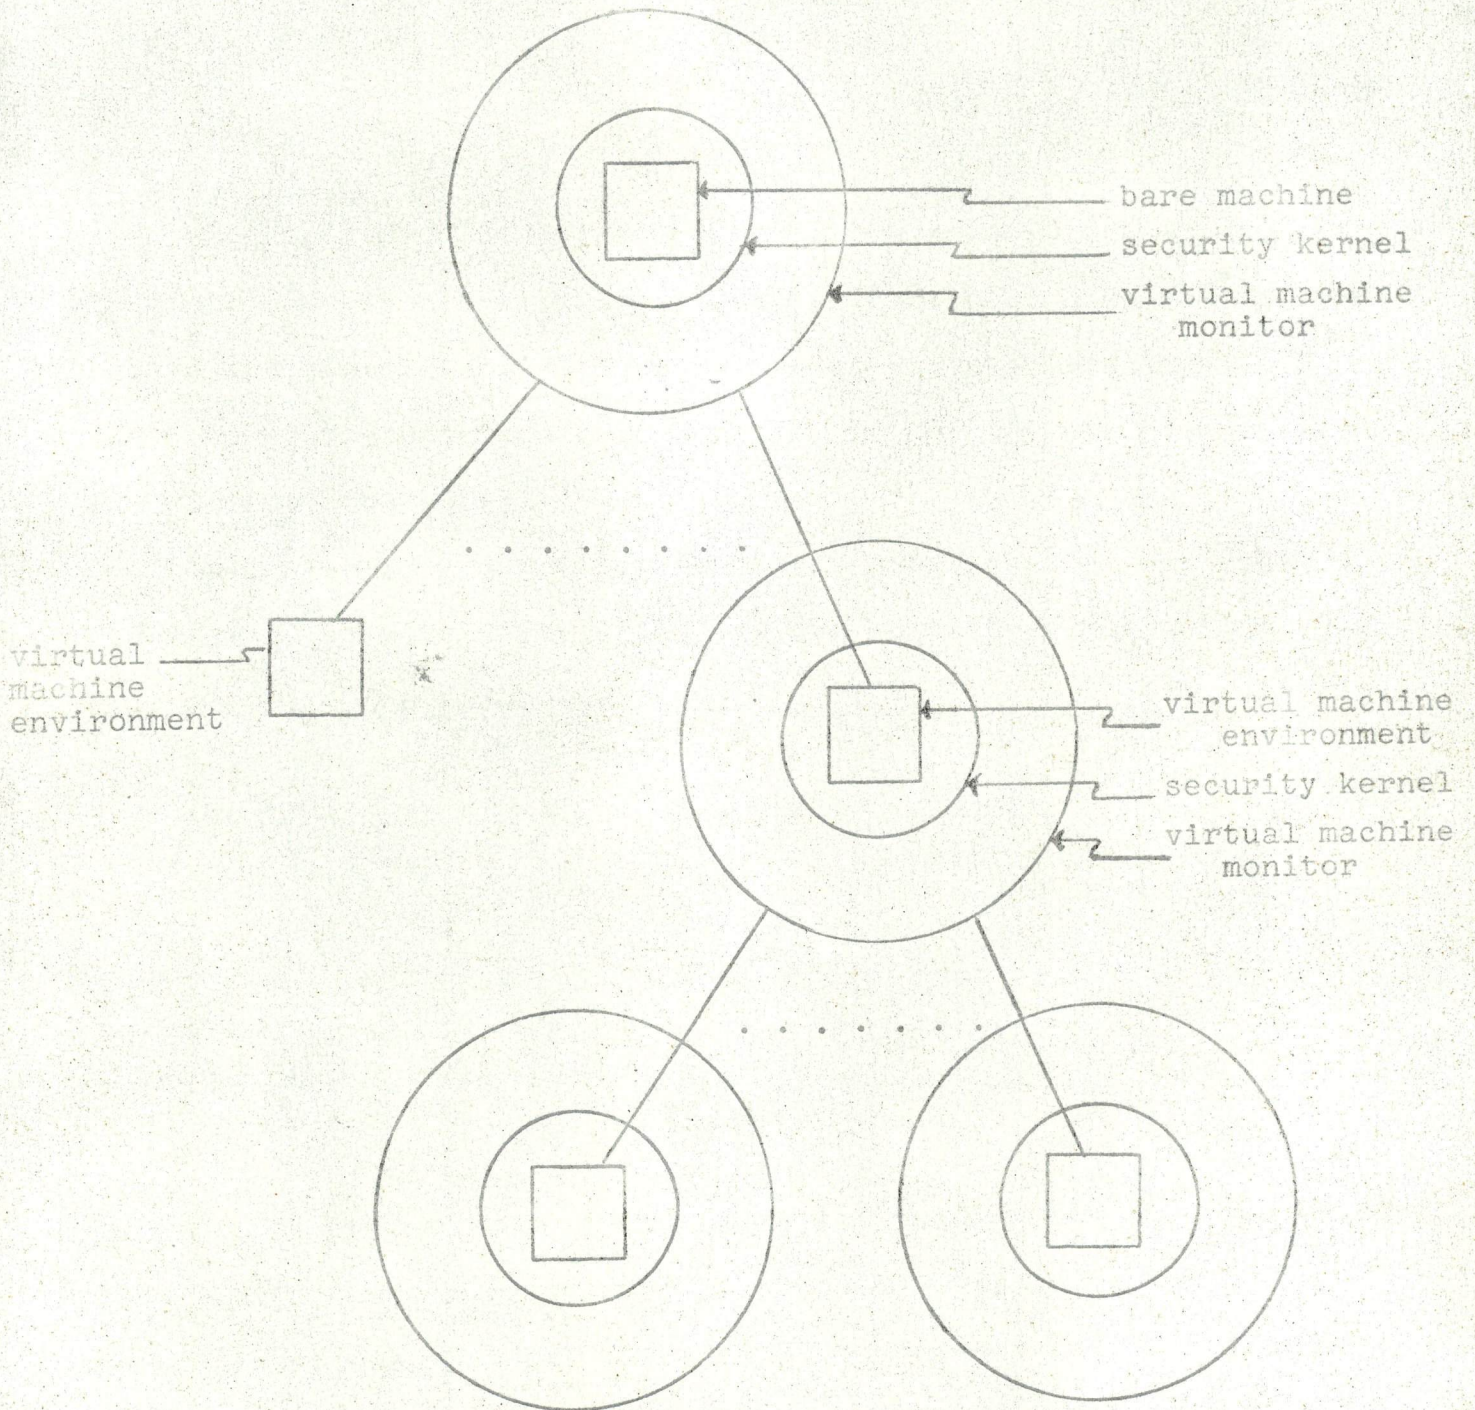 bare machine
security kernel
virtual machine
monitor
virtual
machine
environment
virtual machine
environment
security kernel
virtual machine
monitor